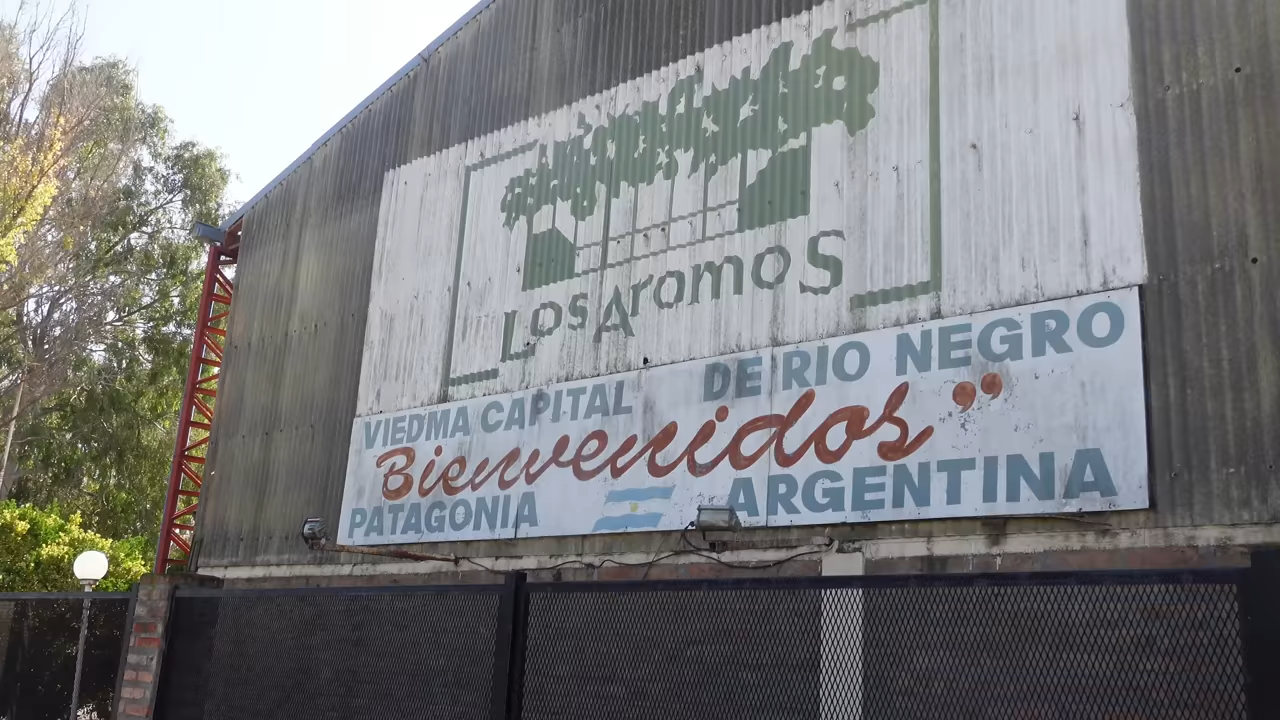 Los Aromos
VIEDMA CAPITAL DE RIO NEGRO
Bienvenidos”
PATAGONIA ARGENTINA